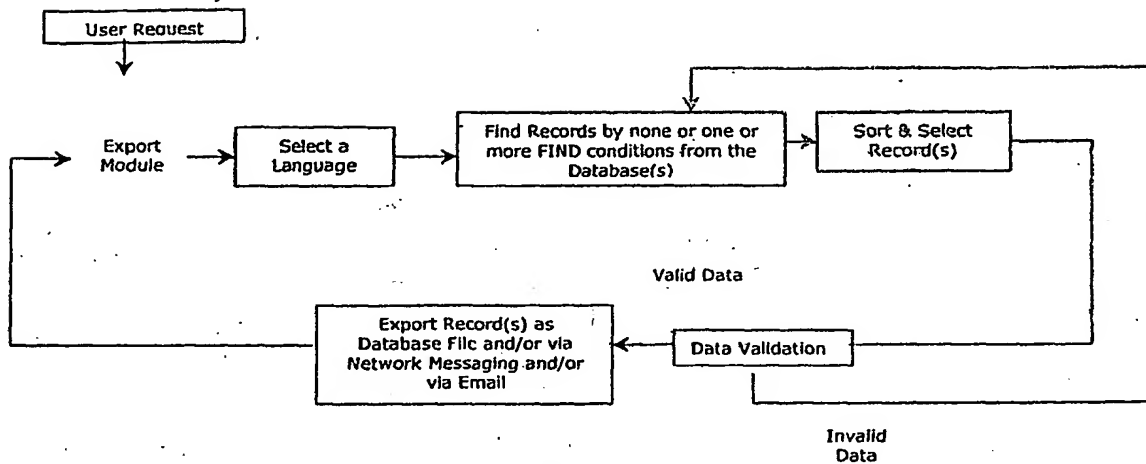 User Request
Export
Module
Select a
Language
Find Records by none or one or
more FIND conditions from the
Database(s)
Sort & Select
Record(s)
Valid Data
Export Record(s) as
Database File and/or via
Network Messaging and/or
via Email
Data Validation
Invalid
Data